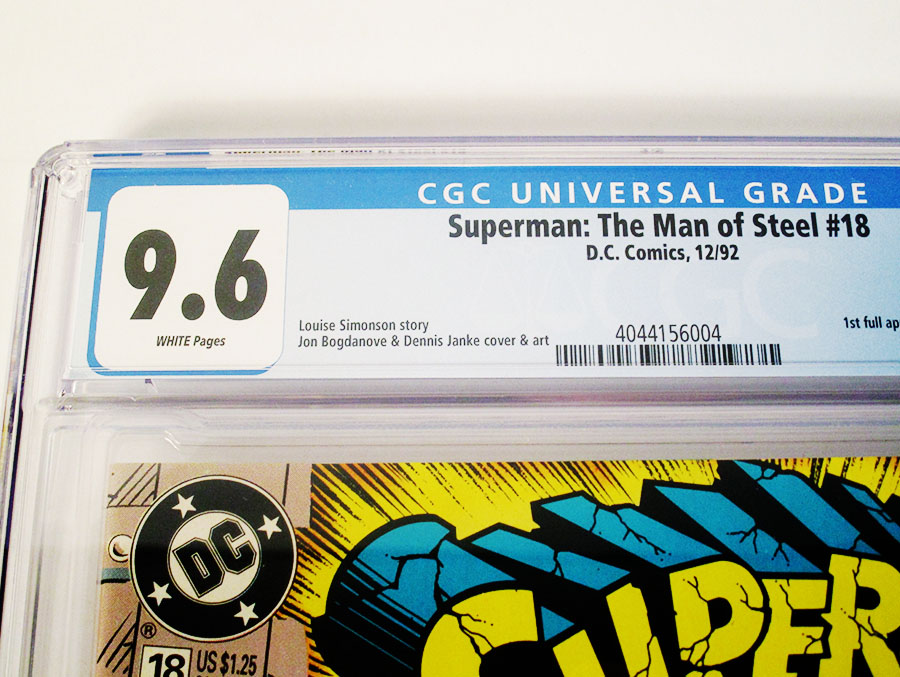 CGC UNIVERSAL GRADE
9.6
WHITE Pages
Superman: The Man of Steel #18
D.C. Comics, 12/92
Louise Simonson story
Jon Bogdanove & Dennis Janke cover & art
4044156004
1st full ap
CGC
DC
®
18
US $1.25
SUPER